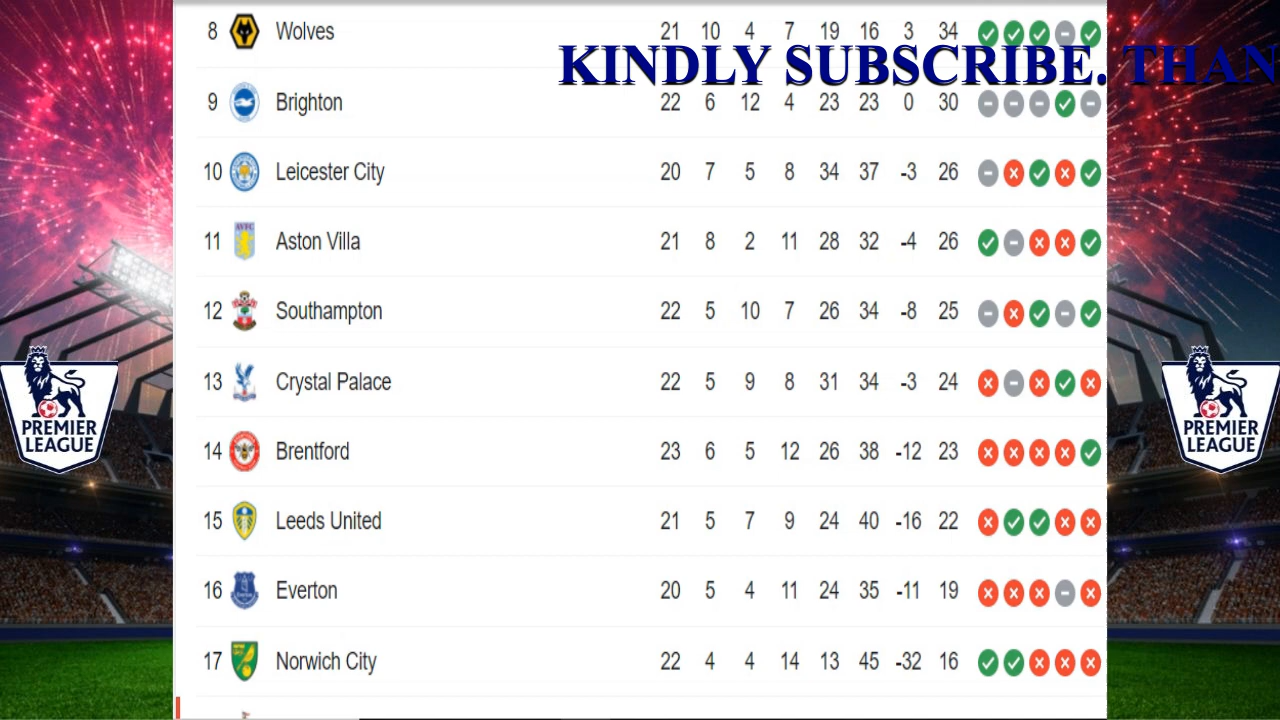 8 Wolves 21 10 4 7 19 16 3 34
KINDLY SUBSCRIBE. THAN
9 Brighton 22 6 12 4 23 23 0 30
10 Leicester City 20 7 5 8 34 37 -3 26
11 Aston Villa 21 8 2 11 28 32 -4 26
12 Southampton 22 5 10 7 26 34 -8 25
13 Crystal Palace 22 5 9 8 31 34 -3 24
14 Brentford 23 6 5 12 26 38 -12 23
15 Leeds United 21 5 7 9 24 40 -16 22
16 Everton 20 5 4 11 24 35 -11 19
17 Norwich City 22 4 4 14 13 45 -32 16
PREMIER
LEAGUE
PREMIER
LEAGUE